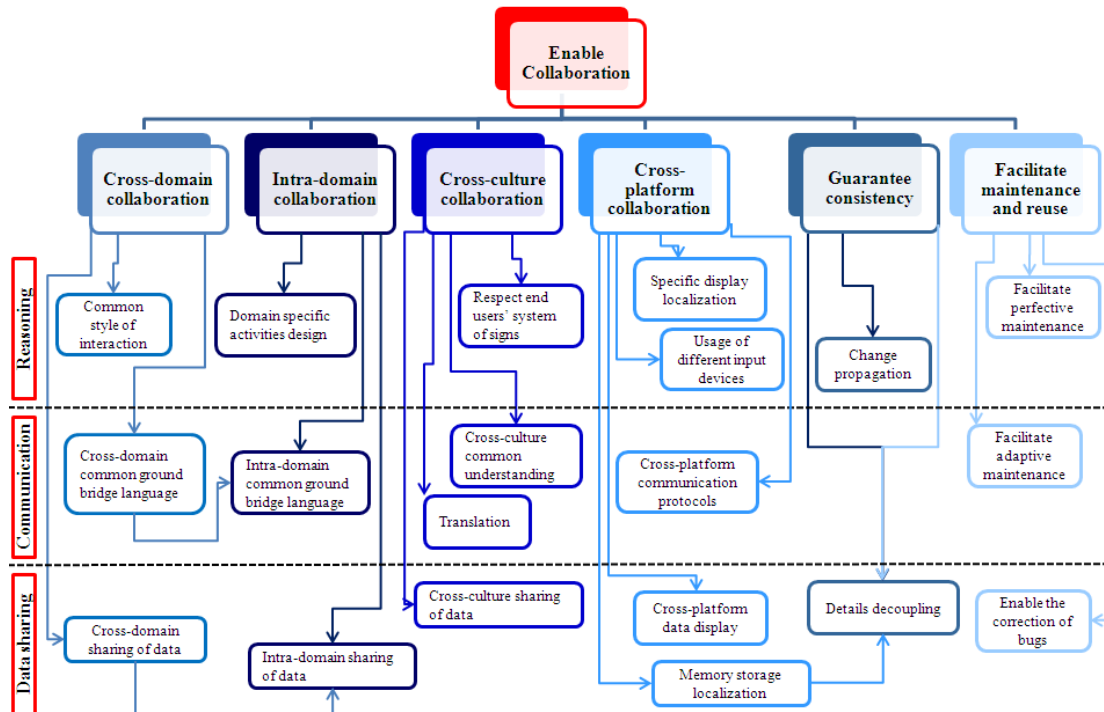 Enable
Collaboration
Cross-domain
collaboration
Intra-domain
collaboration
Cross-culture
collaboration
Cross-
platform
collaboration
Guarantee
consistency
Facilitate
maintenance
and reuse
Reasoning
Common
style of
interaction
Domain specific
activities design
Respect end
users' system
of signs
Specific display
localization
Usage of
different input
devices
Change
propagation
Facilitate
perfective
maintenance
Communication
Cross-domain
common ground
bridge language
Intra-domain
common ground
bridge language
Cross-culture
common
understanding
Translation
Cross-platform
communication
protocols
Facilitate
adaptive
maintenance
Data sharing
Cross-domain
sharing of data
Intra-domain sharing
of data
Cross-culture sharing
of data
Cross-platform
data display
Memory storage
localization
Details decoupling
Enable the
correction of
bugs